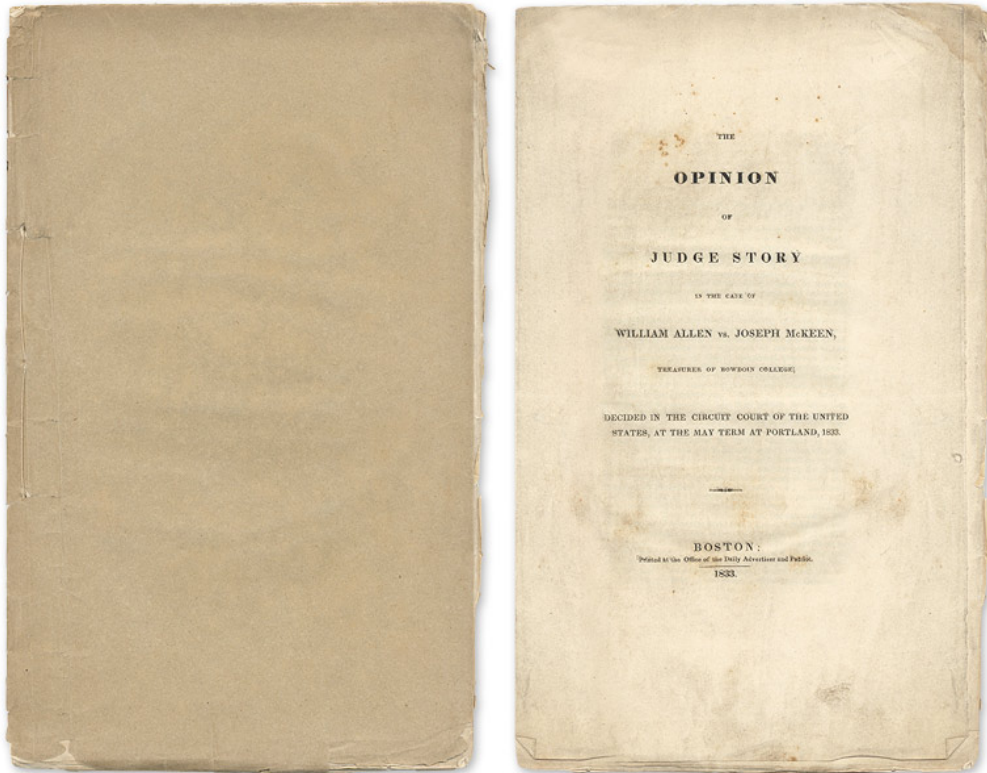 THE
OPINION
OF
JUDGE STORY
IN THE CASE OF
WILLIAM ALLEN vs. JOSEPH McKEEN,
TREASURER OF BOWDOIN COLLEGE;
DECIDED IN THE CIRCUIT COURT OF THE UNITED
STATES, AT THE MAY TERM AT PORTLAND, 1833.
BOSTON:
Printed at the Office of the Daily Advertiser and Patriot.
1833.